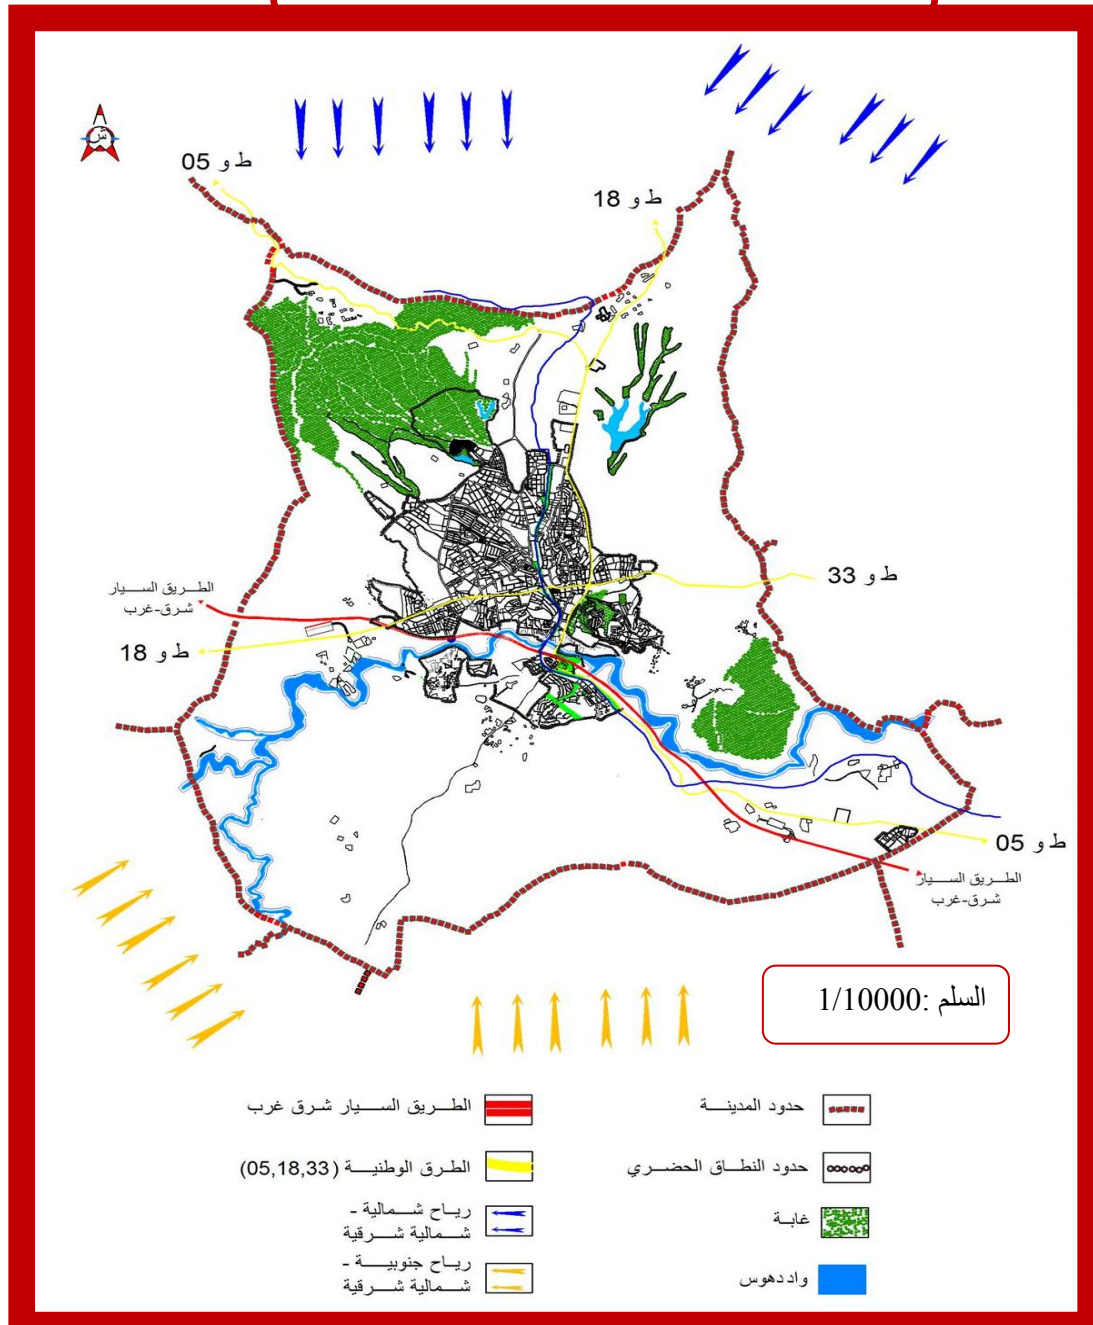 ش
ط و 05
ط و 18
ط و 33
الطريق السيار
شرق-غرب
ط و 18
ط و 05
الطريق السيار
شرق-غرب
السلم :1/10000
حدود المدينة
الطريق السيار شرق غرب
حدود النطاق الحضري
الطرق الوطنية (05,18,33)
غابة
رياح شمالية -
شمالية شرقية
واددهوس
رياح جنوبية -
شمالية شرقية